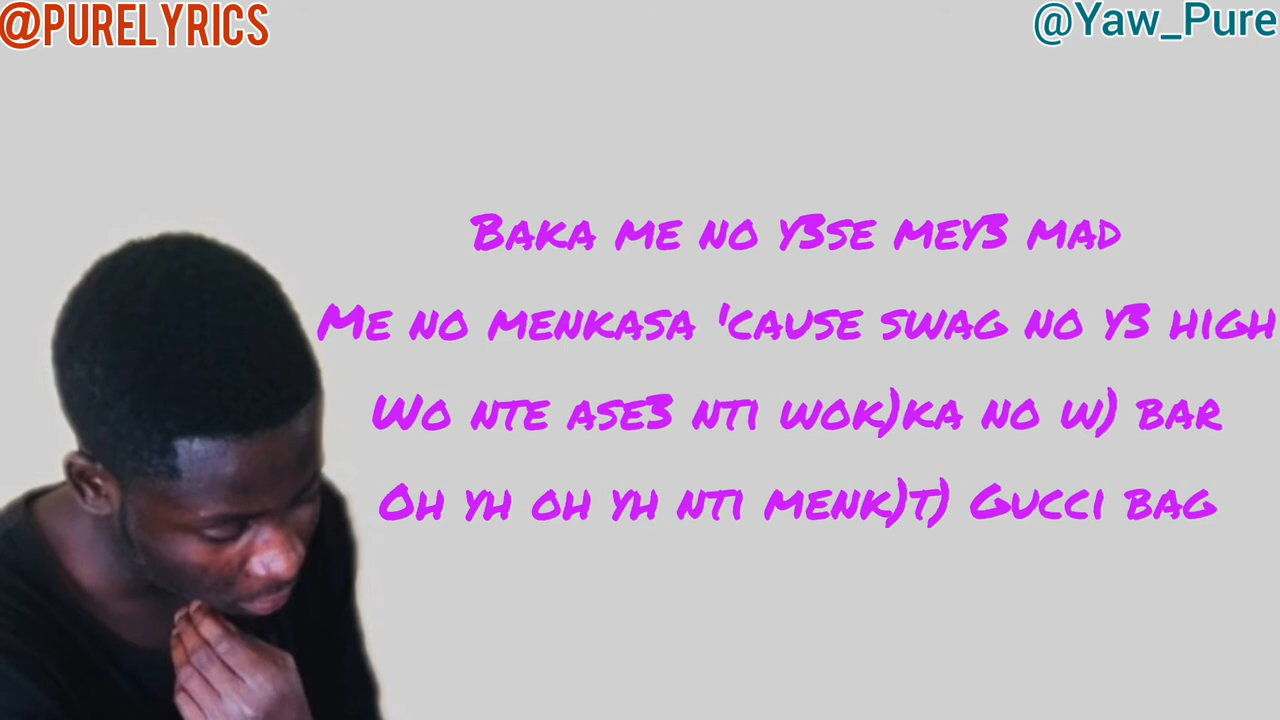 @PURELYRICS
@Yaw_Pure
Baka me no y3se mey3 mad
Me no menkasa 'cause swag no y3 high
Wo nte ase3 nti wok)ka no w) bar
Oh yh oh yh nti menk)t) Gucci bag